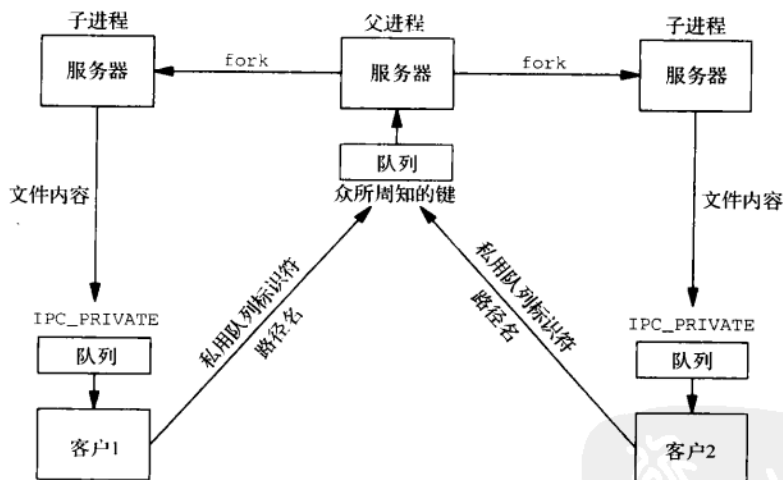 子进程
父进程
子进程
服务器
fork
服务器
fork
服务器
队列
众所周知的键
文件内容
文件内容
私用队列标识符
路径名
私用队列标识符
路径名
IPC_PRIVATE
IPC_PRIVATE
队列
队列
客户1
客户2